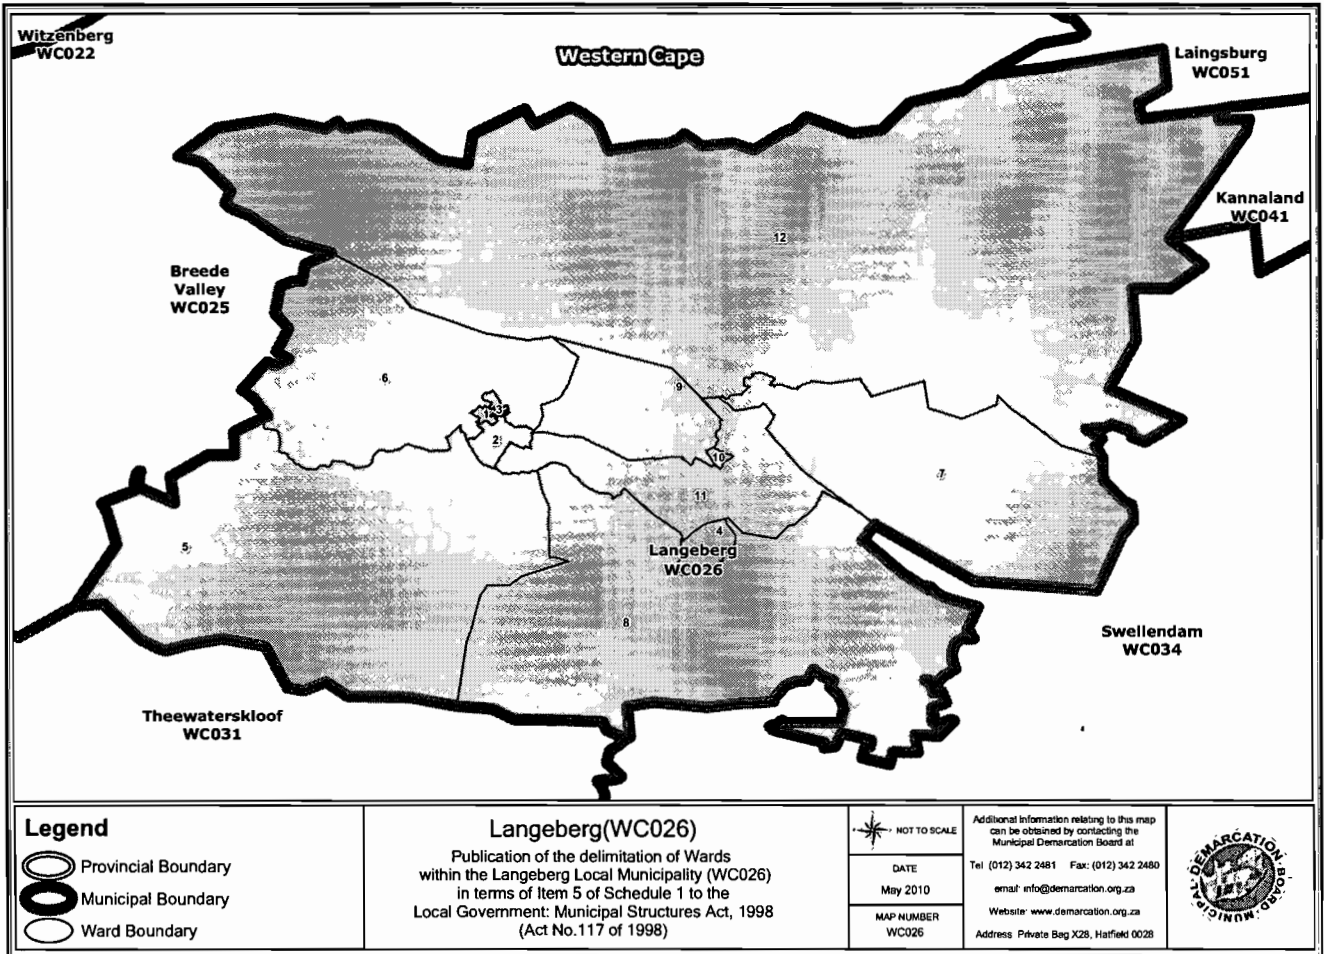 Witzenberg
WC022
Western Cape
Laingsburg
WC051
Kannaland
WC041
Breede
Valley
WC025
12
6
9
1
3
2
10
7
11
4
5
Langeberg
WC026
8
Swellendam
WC034
Theewaterskloof
WC031
Legend
Provincial Boundary
Municipal Boundary
Ward Boundary
Langeberg(WC026)
Publication of the delimitation of Wards
within the Langeberg Local Municipality (WC026)
in terms of Item 5 of Schedule 1 to the
Local Government: Municipal Structures Act, 1998
(Act No.117 of 1998)
NOT TO SCALE
DATE
May 2010
MAP NUMBER
WC026
Additional information relating to this map
can be obtained by contacting the
Municipal Demarcation Board at
Tel (012) 342 2481 Fax: (012) 342 2480
email: info@demarcation.org.za
Website: www.demarcation.org.za
Address Private Bag X28, Hatfield 0028
MUNICIPAL DEMARCATION BOARD